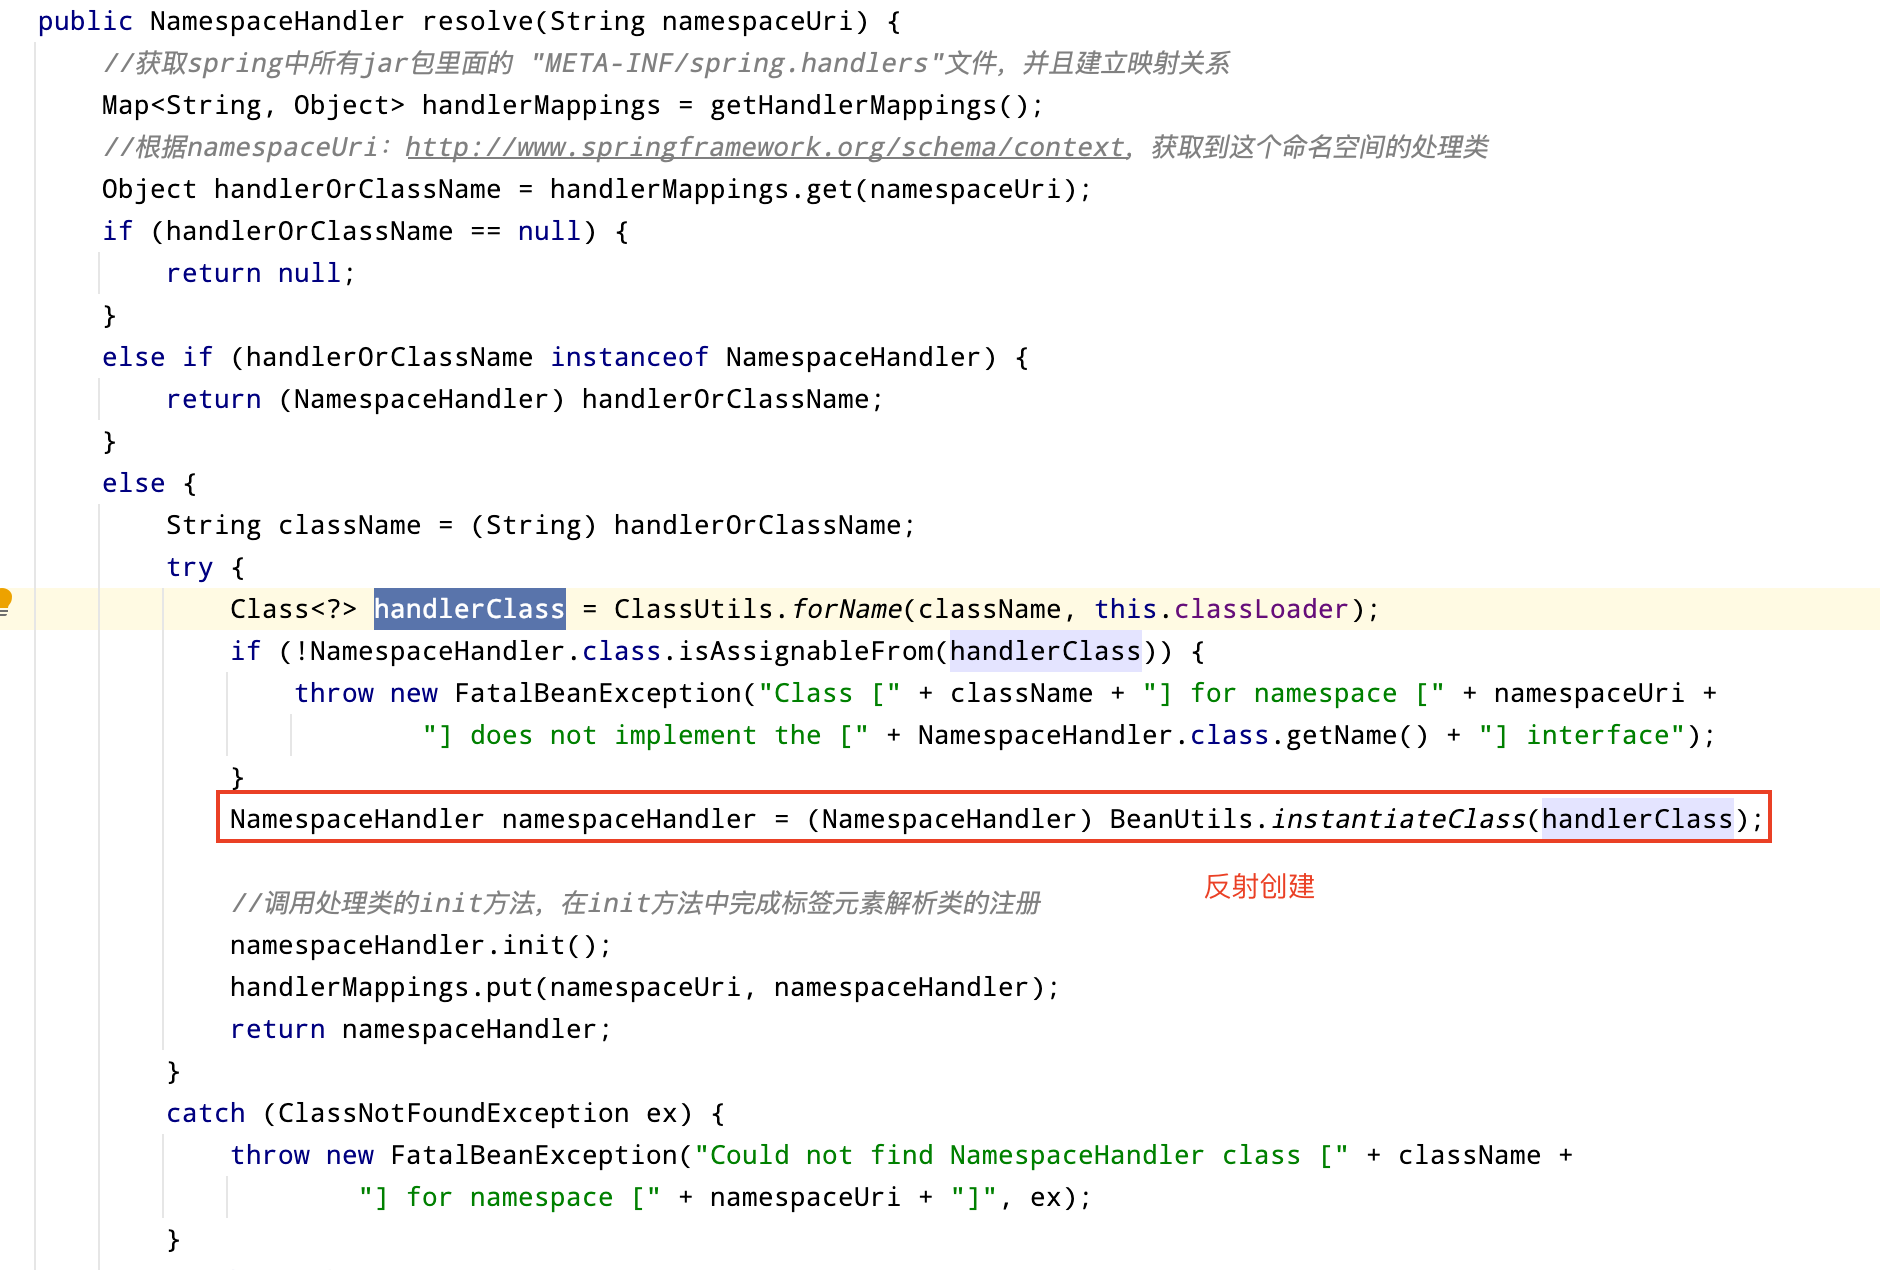 public NamespaceHandler resolve(String namespaceUri) {
//获取spring中所有jar包里面的 "META-INF/spring.handlers"文件，并且建立映射关系
Map<String, Object> handlerMappings = getHandlerMappings();
//根据namespaceUri：http://www.springframework.org/schema/context，获取到这个命名空间的处理类
Object handlerOrClassName = handlerMappings.get(namespaceUri);
if (handlerOrClassName == null) {
return null;
}
else if (handlerOrClassName instanceof NamespaceHandler) {
return (NamespaceHandler) handlerOrClassName;
}
else {
String className = (String) handlerOrClassName;
try {
Class<?> handlerClass = ClassUtils.forName(className, this.classLoader);
if (!NamespaceHandler.class.isAssignableFrom(handlerClass)) {
throw new FatalBeanException("Class [" + className + "] for namespace [" + namespaceUri +
"] does not implement the [" + NamespaceHandler.class.getName() + "] interface");
}
NamespaceHandler namespaceHandler = (NamespaceHandler) BeanUtils.instantiateClass(handlerClass);
反射创建
//调用处理类的init方法，在init方法中完成标签元素解析类的注册
namespaceHandler.init();
handlerMappings.put(namespaceUri, namespaceHandler);
return namespaceHandler;
}
catch (ClassNotFoundException ex) {
throw new FatalBeanException("Could not find NamespaceHandler class [" + className +
"] for namespace [" + namespaceUri + "]", ex);
}